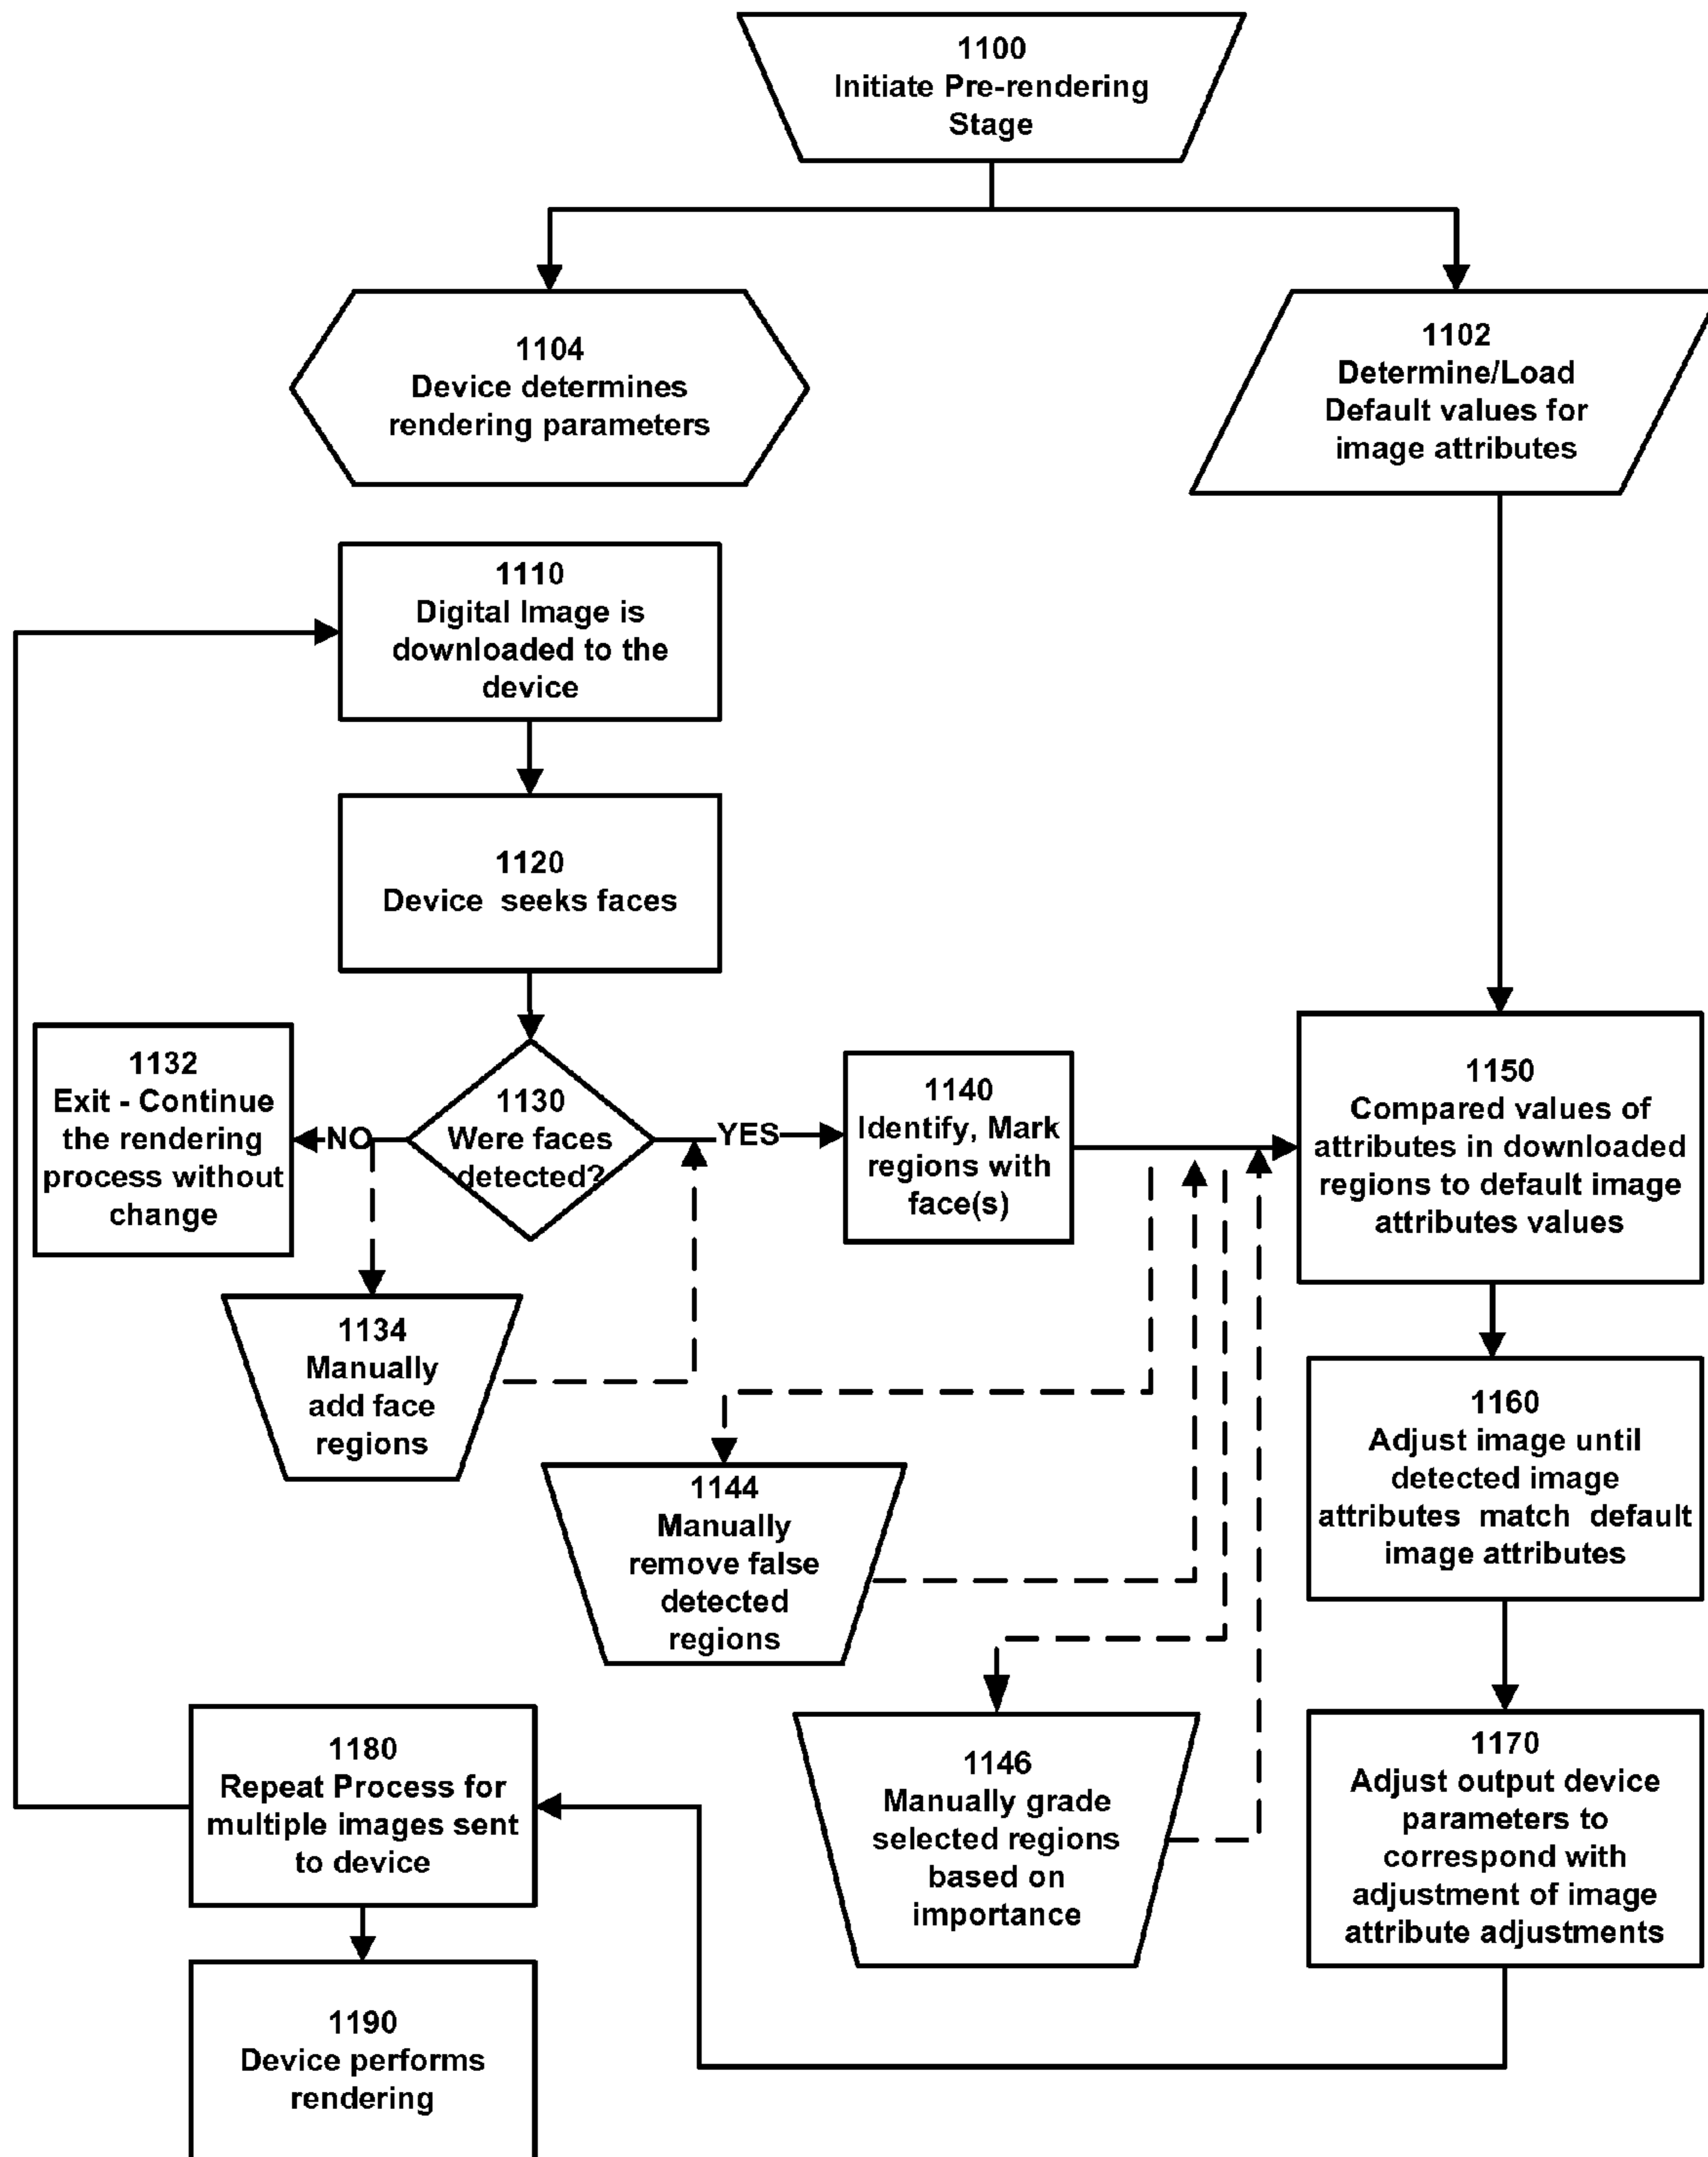 1100
Initiate Pre-rendering
Stage
1104
Device determines
rendering parameters
1102
Determine/Load
Default values for
image attributes
1110
Digital Image is
downloaded to the
device
1120
Device seeks faces
1132
Exit - Continue
the rendering
process without
change
NO
1130
Were faces
detected?
YES
1140
Identify, Mark
regions with
face(s)
1150
Compared values of
attributes in downloaded
regions to default image
attributes values
1134
Manually
add face
regions
1144
Manually
remove false
detected
regions
1160
Adjust image until
detected image
attributes match default
image attributes
1146
Manually grade
selected regions
based on
importance
1170
Adjust output device
parameters to
correspond with
adjustment of image
attribute adjustments
1180
Repeat Process for
multiple images sent
to device
1190
Device performs
rendering